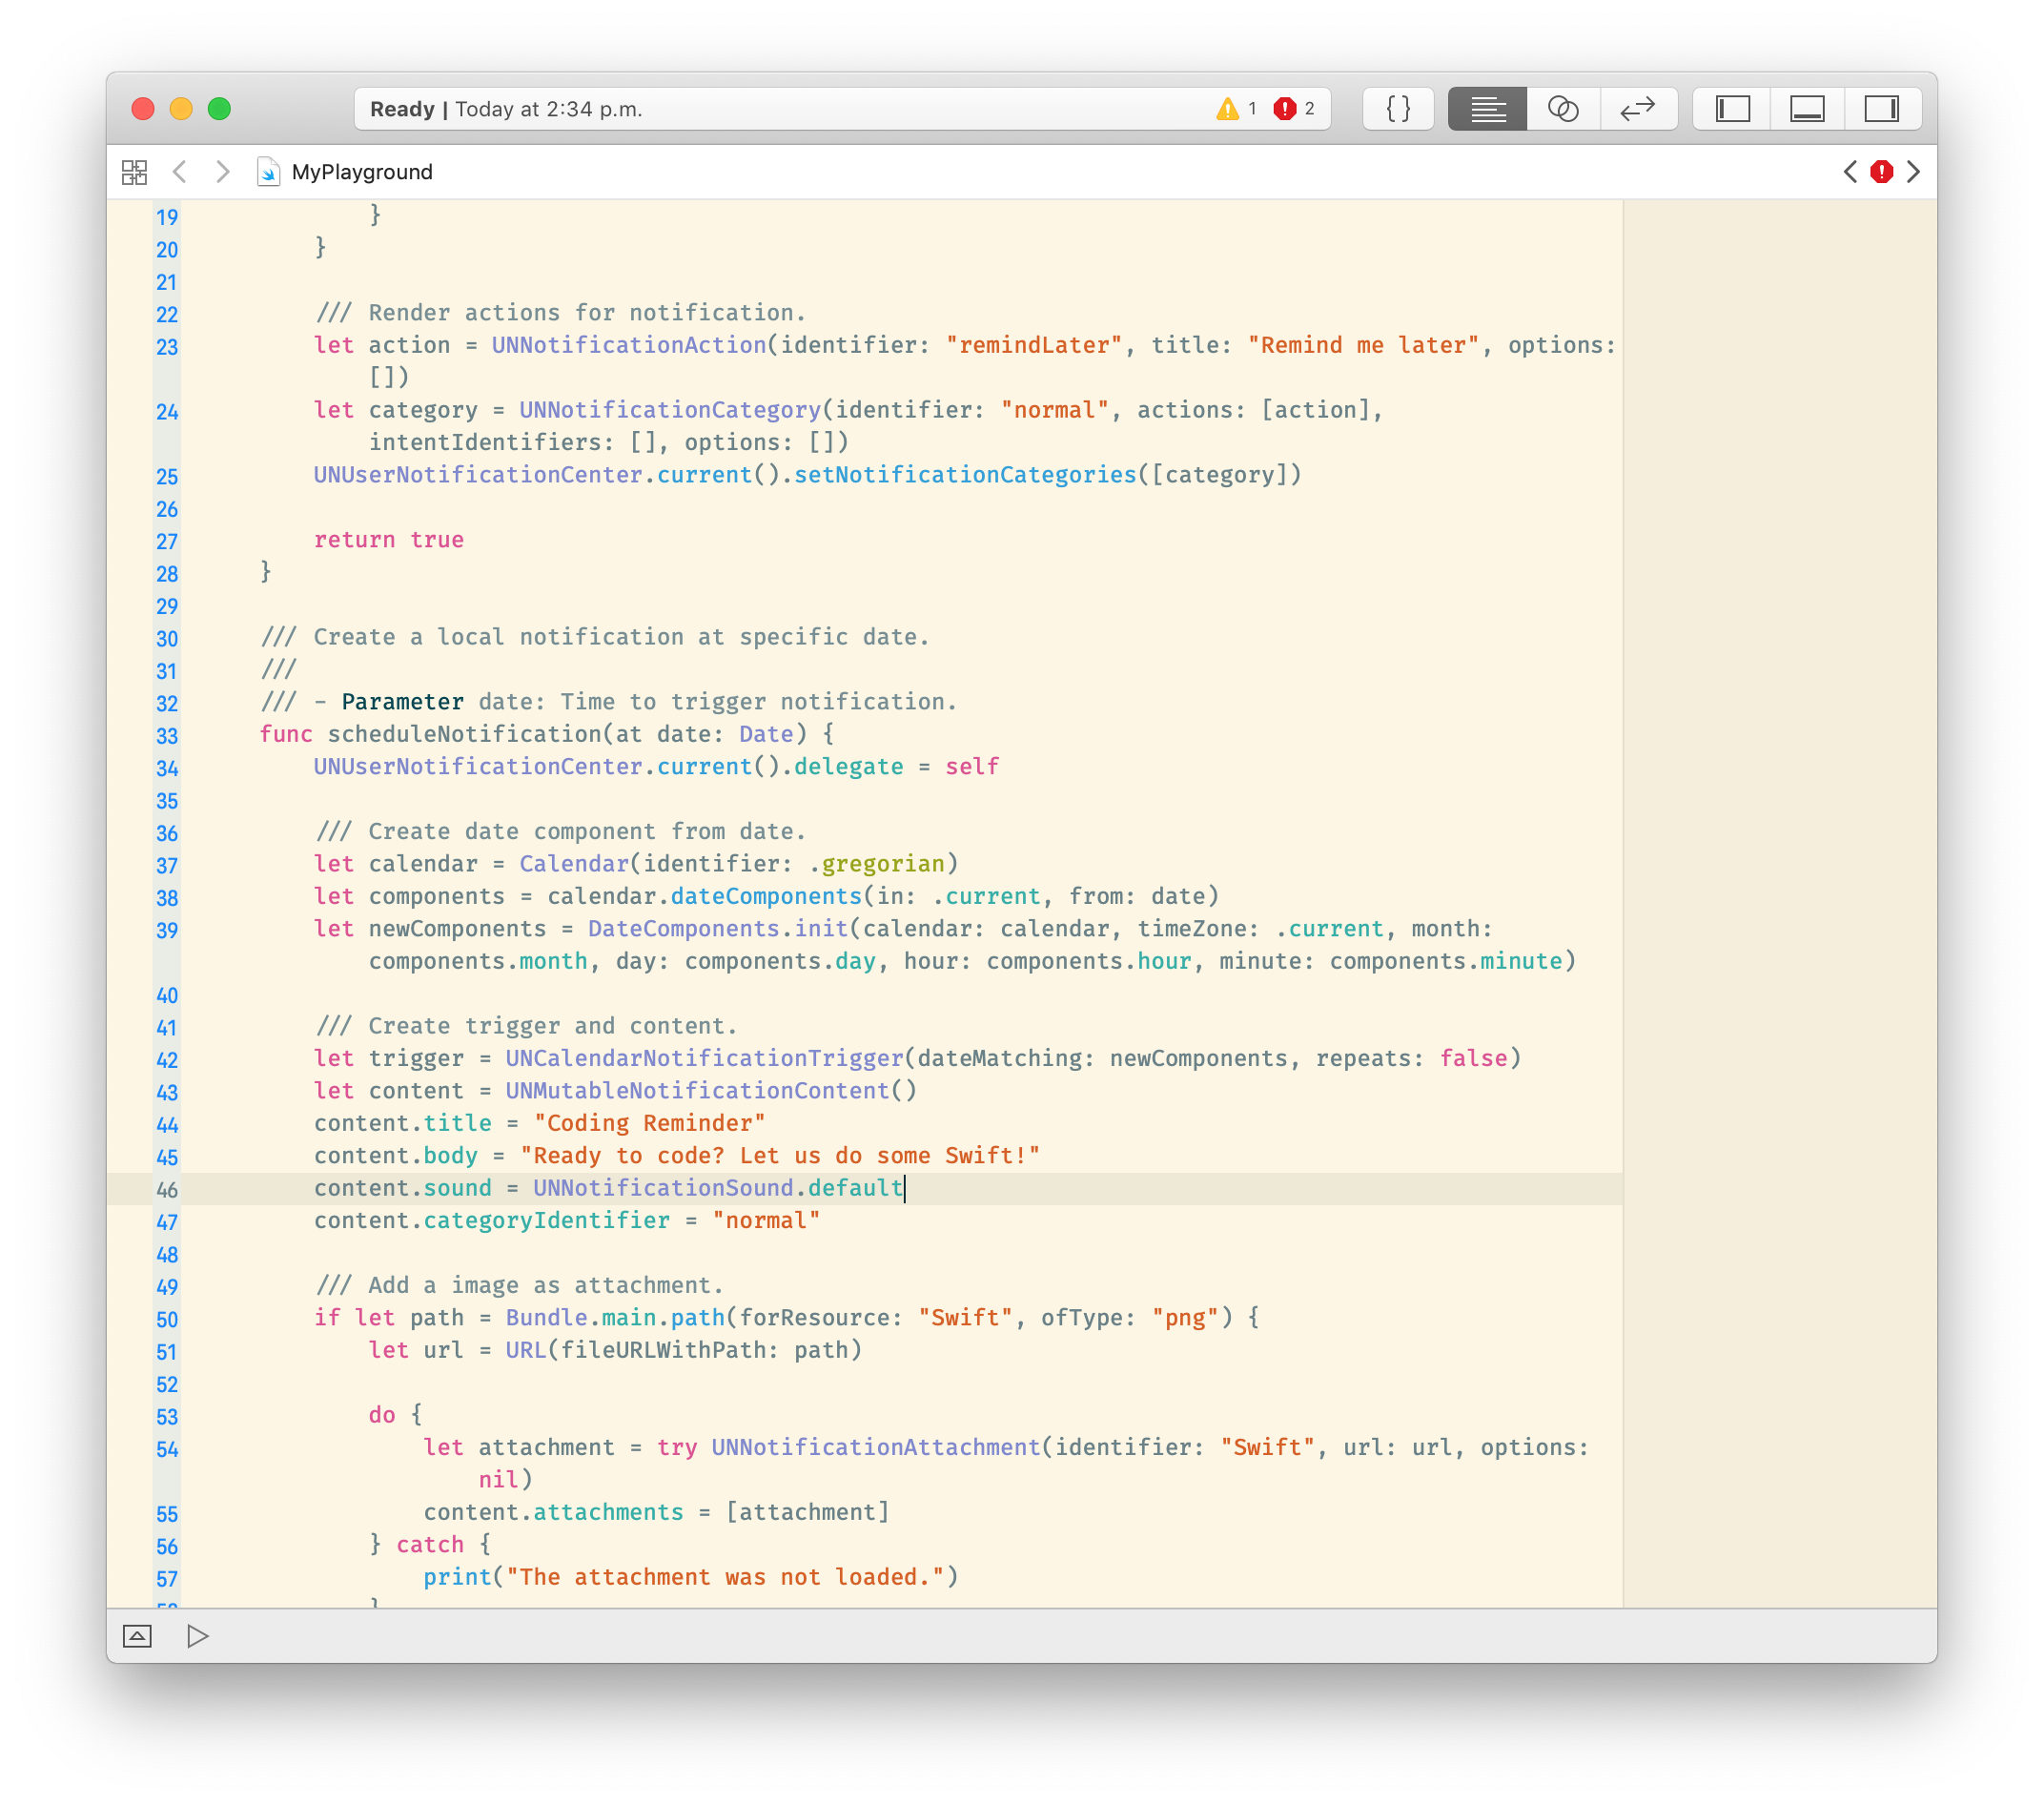 Ready | Today at 2:34 p.m. 1 2
MyPlayground
19 }
20 }
21
22 /// Render actions for notification.
23 let action = UNNotificationAction(identifier: "remindLater", title: "Remind me later", options:
[])
24 let category = UNNotificationCategory(identifier: "normal", actions: [action],
intentIdentifiers: [], options: [])
25 UNUserNotificationCenter.current().setNotificationCategories([category])
26
27 return true
28 }
29
30 /// Create a local notification at specific date.
31 ///
32 /// - Parameter date: Time to trigger notification.
33 func scheduleNotification(at date: Date) {
34 UNUserNotificationCenter.current().delegate = self
35
36 /// Create date component from date.
37 let calendar = Calendar(identifier: .gregorian)
38 let components = calendar.dateComponents(in: .current, from: date)
39 let newComponents = DateComponents.init(calendar: calendar, timeZone: .current, month:
components.month, day: components.day, hour: components.hour, minute: components.minute)
40
41 /// Create trigger and content.
42 let trigger = UNCalendarNotificationTrigger(dateMatching: newComponents, repeats: false)
43 let content = UNMutableNotificationContent()
44 content.title = "Coding Reminder"
45 content.body = "Ready to code? Let us do some Swift!"
46 content.sound = UNNotificationSound.default
47 content.categoryIdentifier = "normal"
48
49 /// Add a image as attachment.
50 if let path = Bundle.main.path(forResource: "Swift", ofType: "png") {
51 let url = URL(fileURLWithPath: path)
52
53 do {
54 let attachment = try UNNotificationAttachment(identifier: "Swift", url: url, options:
nil)
55 content.attachments = [attachment]
56 } catch {
57 print("The attachment was not loaded.")